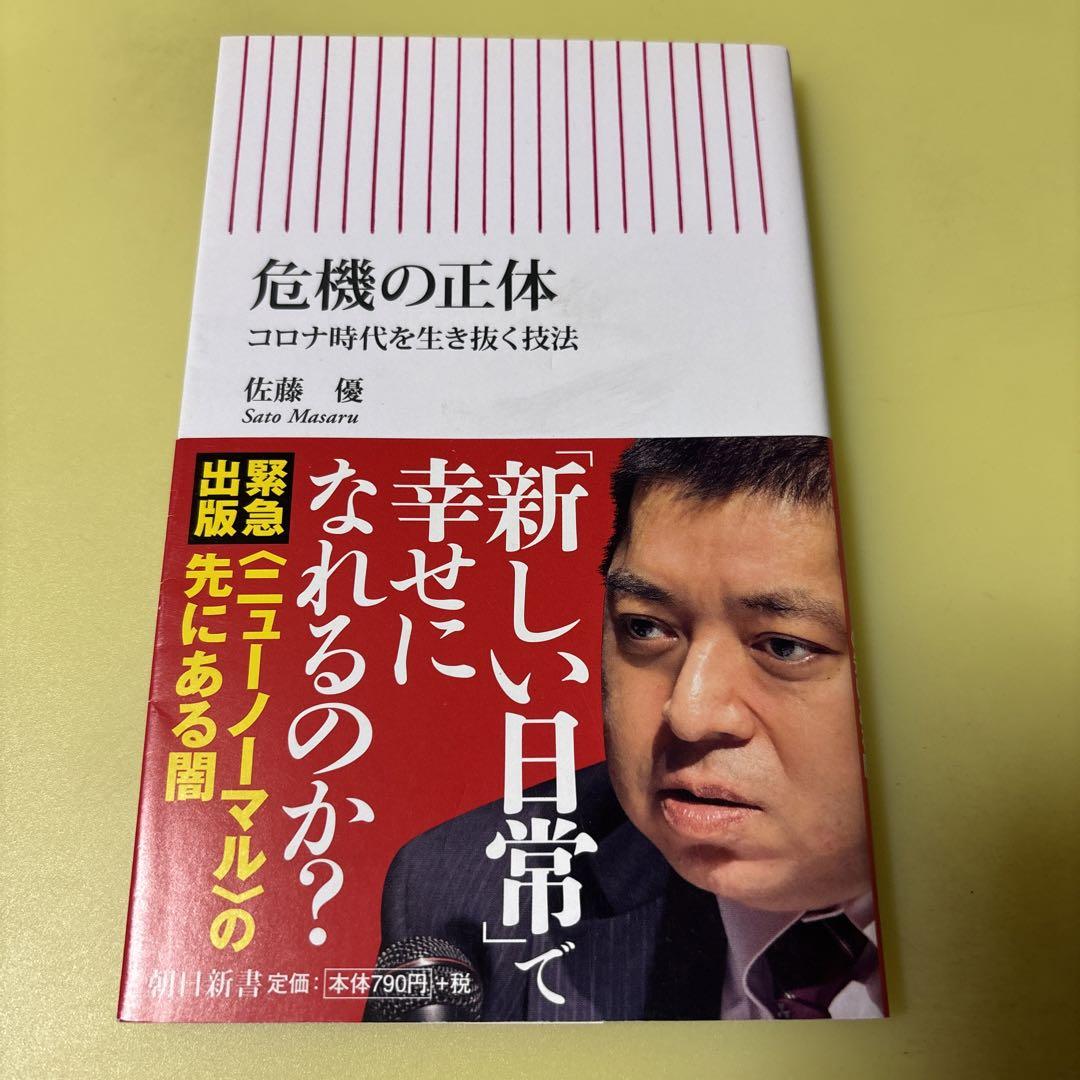 危機の正体
コロナ時代を生き抜く技法
佐藤 優
Sato Masaru
「新しい日常」で
幸せに
なれるのか?
緊急
出版
〈ニューノーマル〉の
先にある闇
朝日新書 定価:本体790円+税